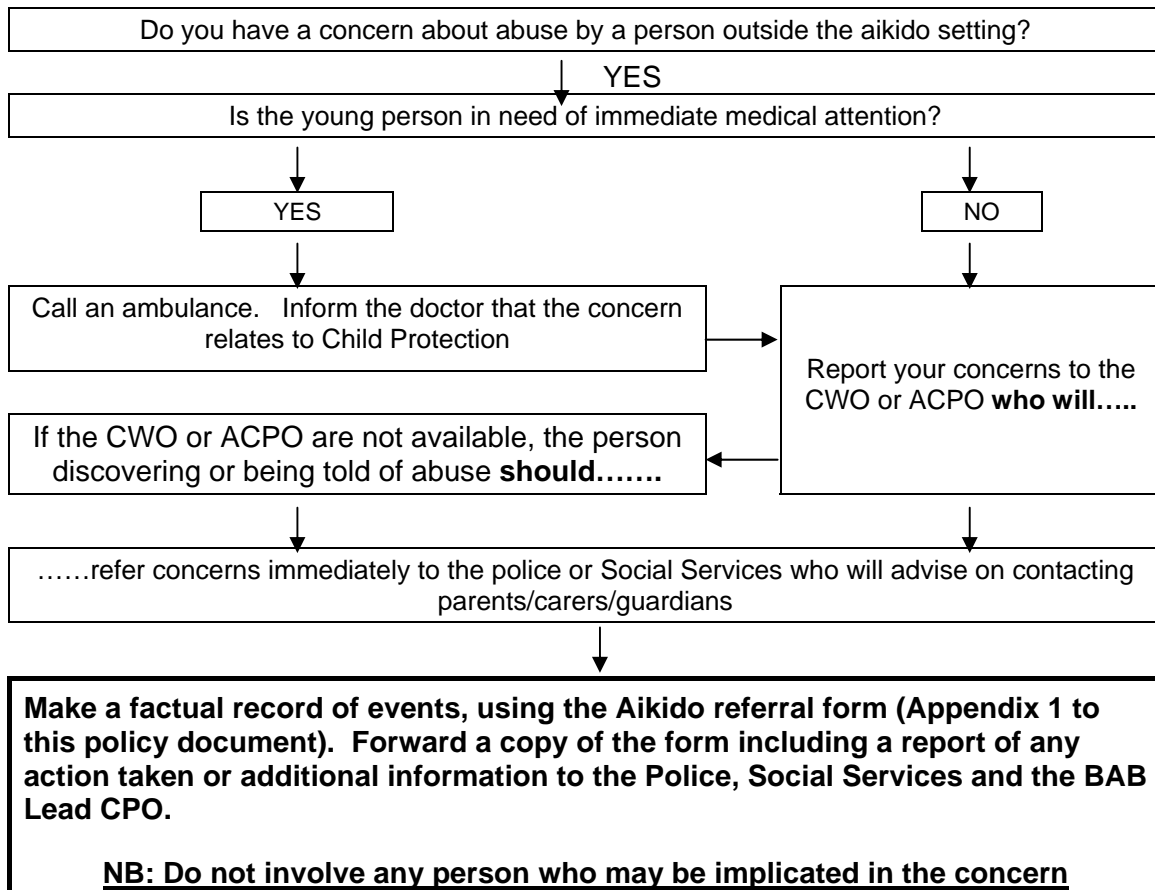 Do you have a concern about abuse by a person outside the aikido setting?
YES
Is the young person in need of immediate medical attention?
YES
NO
Call an ambulance.   Inform the doctor that the concern
relates to Child Protection
Report your concerns to the
CWO or ACPO who will…..
If the CWO or ACPO are not available, the person
discovering or being told of abuse should…….
……refer concerns immediately to the police or Social Services who will advise on contacting
parents/carers/guardians
Make a factual record of events, using the Aikido referral form (Appendix 1 to
this policy document).  Forward a copy of the form including a report of any
action taken or additional information to the Police, Social Services and the BAB
Lead CPO.
NB: Do not involve any person who may be implicated in the concern